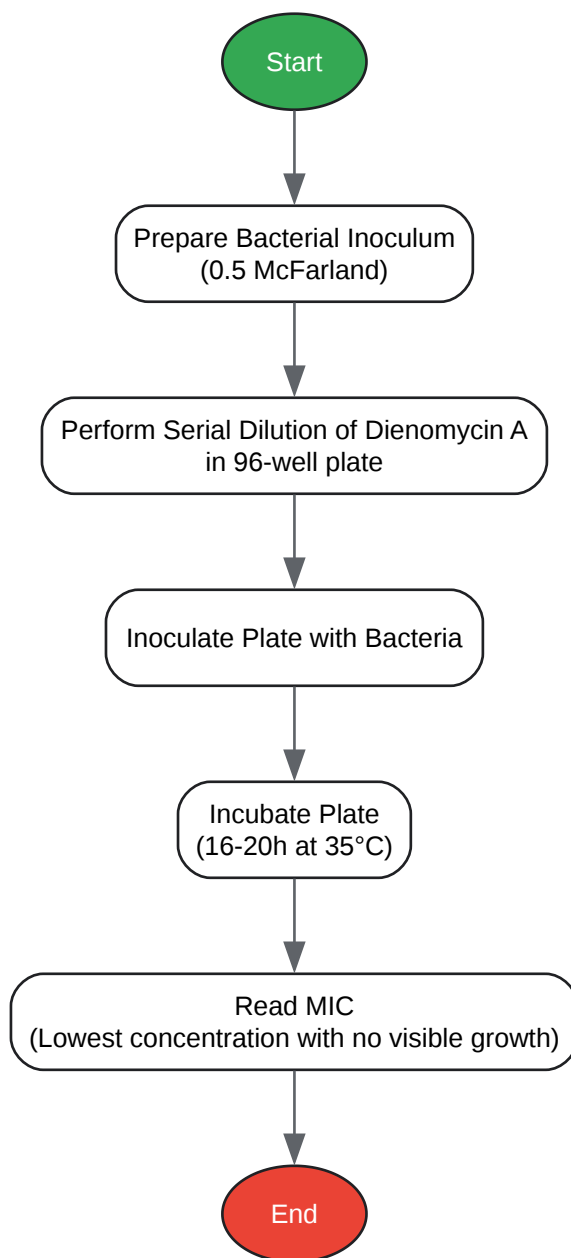 Start
Prepare Bacterial Inoculum
(0.5 McFarland)
Perform Serial Dilution of Dienomycin A
in 96-well plate
Inoculate Plate with Bacteria
Incubate Plate
(16-20h at 35°C)
Read MIC
(Lowest concentration with no visible growth)
End